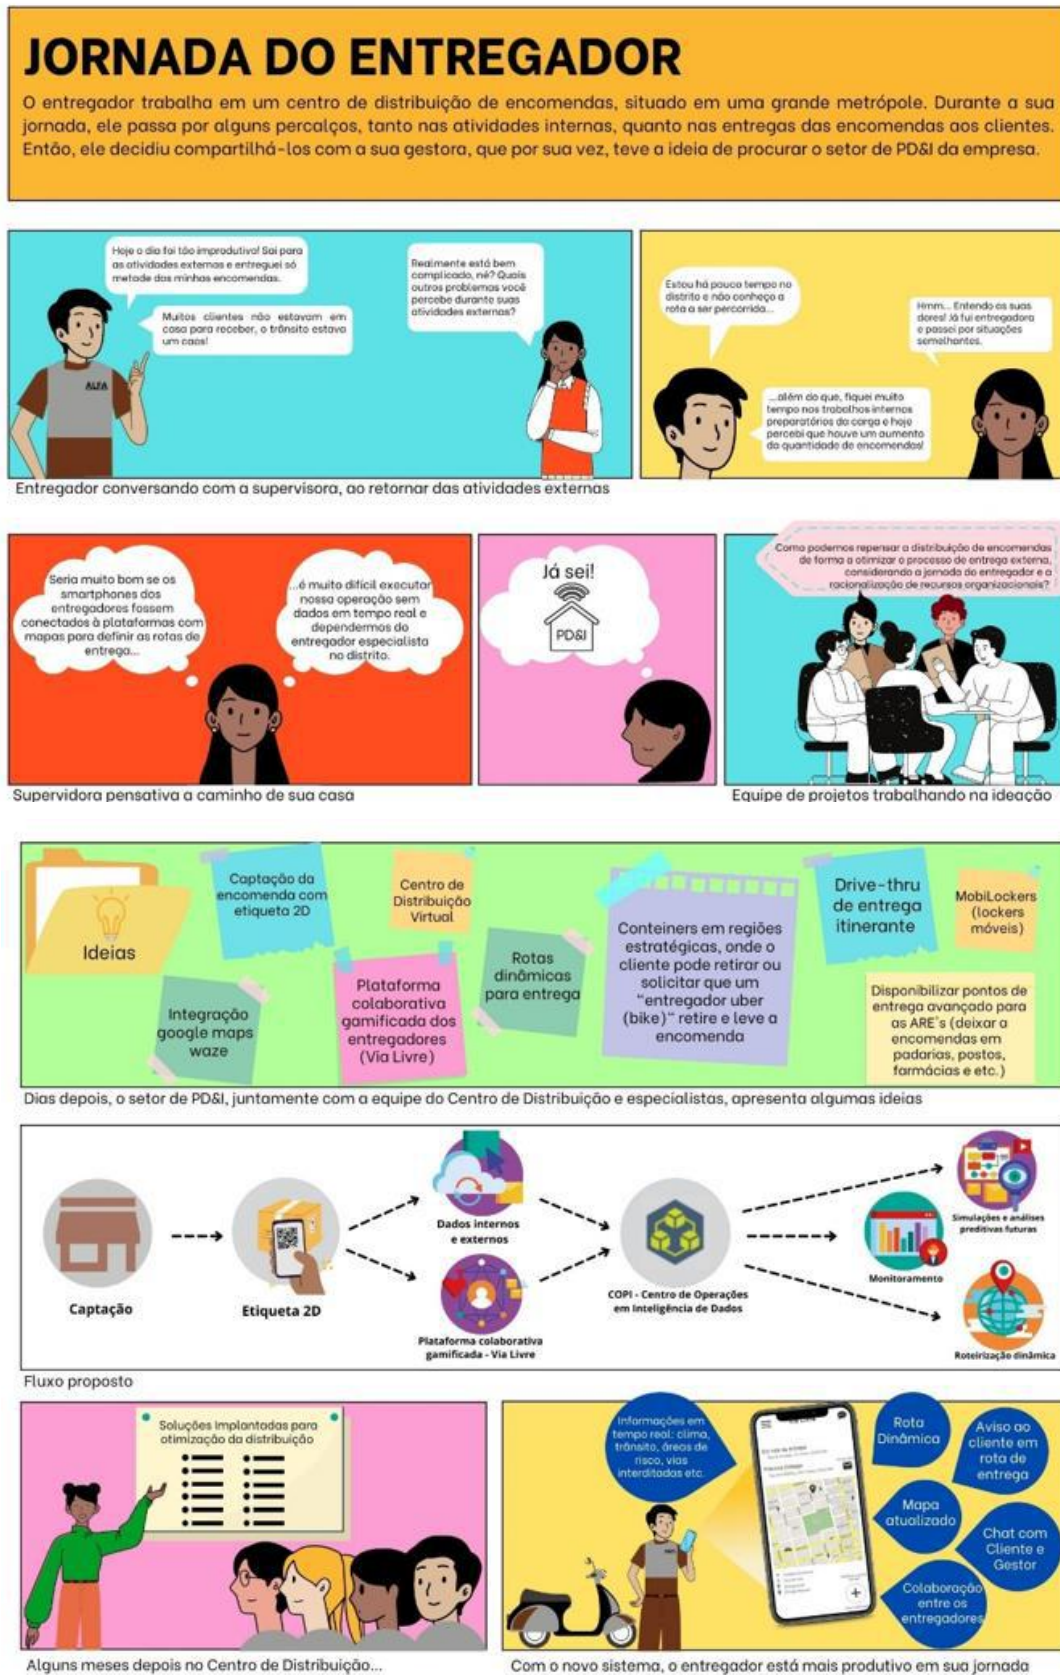 JORNADA DO ENTREGADOR
O entregador trabalha em um centro de distribuição de encomendas, situado em uma grande metrópole. Durante a sua
jornada, ele passa por alguns percalços, tanto nas atividades internas, quanto nas entregas das encomendas aos clientes.
Então, ele decidiu compartilhá-los com a sua gestora, que por sua vez, teve a ideia de procurar o setor de PD&I da empresa.
Hoje o dia foi tão improdutivo! Saí para
as atividades externas e entreguei só
metade das minhas encomendas.
Muitos clientes não estavam em
casa para receber, o trânsito estava
um caos!
ALFA
Realmente está bem
complicado, né? Quais
outros problemas você
percebe durante suas
atividades externas?
Estou há pouco tempo no
distrito e não conheço a
rota a ser percorrida...
...além do que, fiquei muito
tempo nos trabalhos internos
preparatórios da carga e hoje
percebi que houve um aumento
da quantidade de encomendas!
Hmm... Entendo as suas
dores! Já fui entregadora
e passei por situações
semelhantes.
Entregador conversando com a supervisora, ao retornar das atividades externas
Seria muito bom se os
smartphones dos
entregadores fossem
conectados à plataformas com
mapas para definir as rotas de
entrega...
...é muito difícil executar
nossa operação sem
dados em tempo real e
dependermos do
entregador especialista
no distrito.
Já sei!
PD&I
Como podemos repensar a distribuição de encomendas
de forma a otimizar o processo de entrega externa,
considerando a jornada do entregador e a
racionalização de recursos organizacionais?
Supervidora pensativa a caminho de sua casa
Equipe de projetos trabalhando na ideação
Ideias
Captação da
encomenda com
etiqueta 2D
Integração
google maps
waze
Centro de
Distribuição
Virtual
Plataforma
colaborativa
gamificada dos
entregadores
(Via Livre)
Rotas
dinâmicas
para entrega
Conteiners em regiões
estratégicas, onde o
cliente pode retirar ou
solicitar que um
"entregador uber
(bike)" retire e leve a
encomenda
Drive-thru
de entrega
itinerante
MobiLockers
(lockers
móveis)
Disponibilizar pontos de
entrega avançado para
as ARE's (deixar a
encomendas em
padarias, postos,
farmácias e etc.)
Dias depois, o setor de PD&I, juntamente com a equipe do Centro de Distribuição e especialistas, apresenta algumas ideias
Captação
Etiqueta 2D
Dados internos
e externos
Plataforma colaborativa
gamificada - Via Livre
COPI - Centro de Operações
em Inteligência de Dados
Simulações e análises
preditivas futuras
Monitoramento
Roteirização dinâmica
Fluxo proposto
Soluções Implantadas para
otimização da distribuição
Alguns meses depois no Centro de Distribuição...
Informações em
tempo real: clima,
trânsito, áreas de
risco, vias
interditadas etc.
Rota
Dinâmica
Aviso ao
cliente em
rota de
entrega
Mapa
atualizado
Chat com
Cliente e
Gestor
Colaboração
entre os
entregadores
Com o novo sistema, o entregador está mais produtivo em sua jornada